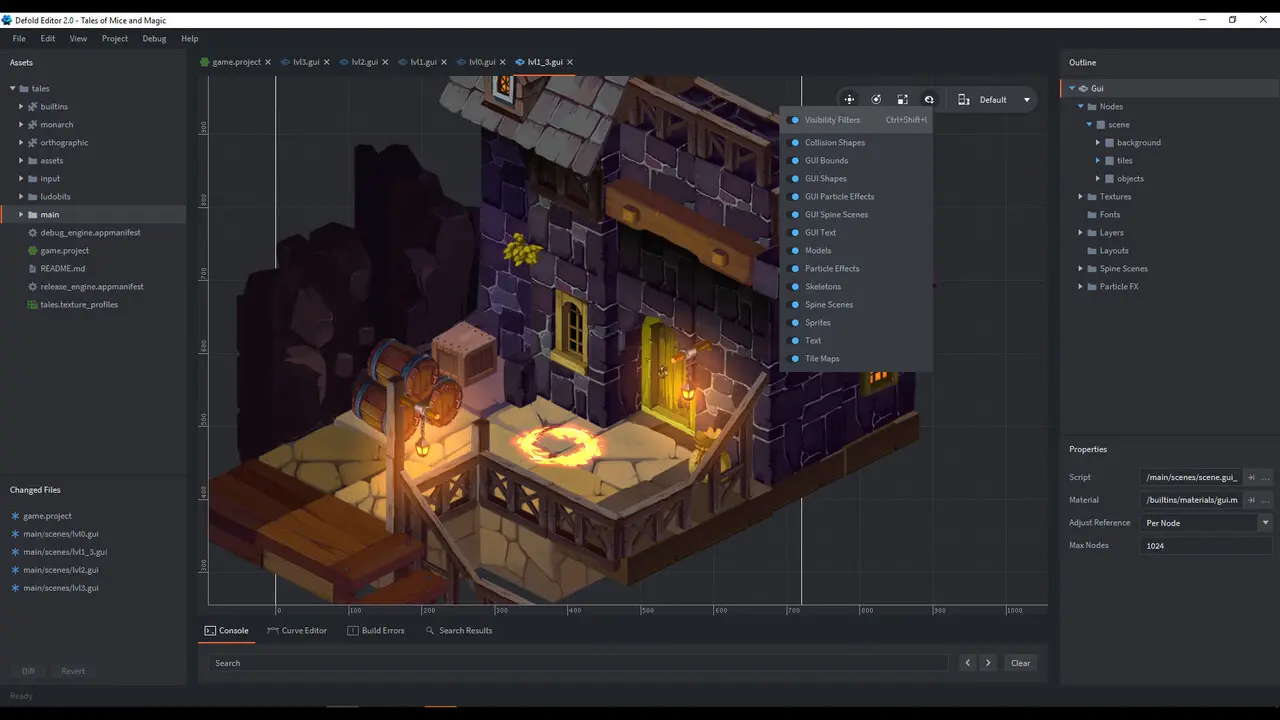 Defold Editor 2.0 - Tales of Mice and Magic
File Edit View Project Debug Help
Assets
tales
builtins
monarch
orthographic
assets
input
ludobits
main
debug_engine.appmanifest
game.project
README.md
release_engine.appmanifest
tales.texture_profiles
Changed Files
game.project
main/scenes/lvl0.gui
main/scenes/lvl1_3.gui
main/scenes/lvl2.gui
main/scenes/lvl3.gui
Diff Revert
Ready
game.project lvl3.gui lvl2.gui lvl1.gui lvl0.gui lvl1_3.gui
Default
Visibility Filters Ctrl+Shift+I
Collision Shapes
GUI Bounds
GUI Shapes
GUI Particle Effects
GUI Spine Scenes
GUI Text
Models
Particle Effects
Skeletons
Spine Scenes
Sprites
Text
Tile Maps
900
800
700
600
500
400
300
0 100 200 300 400 500 600 700 800 900 1000
Console Curve Editor Build Errors Search Results
Search Clear
Outline
Gui
Nodes
scene
background
tiles
objects
Textures
Fonts
Layers
Layouts
Spine Scenes
Particle FX
Properties
Script /main/scenes/scene.gui_ ...
Material /builtins/materials/gui.m ...
Adjust Reference Per Node
Max Nodes 1024